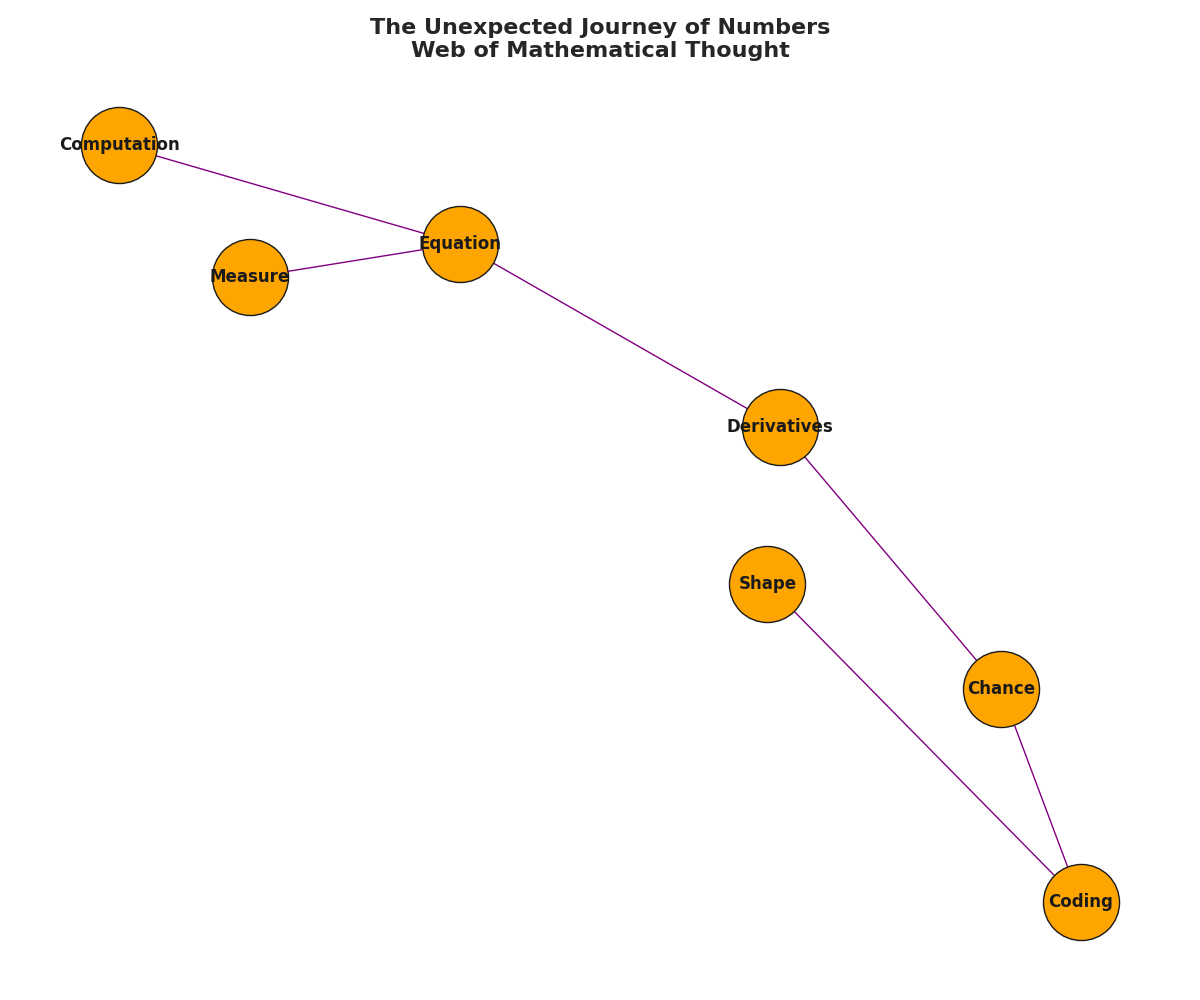 The Unexpected Journey of Numbers
Web of Mathematical Thought
Computation
Equation
Measure
Derivatives
Shape
Chance
Coding